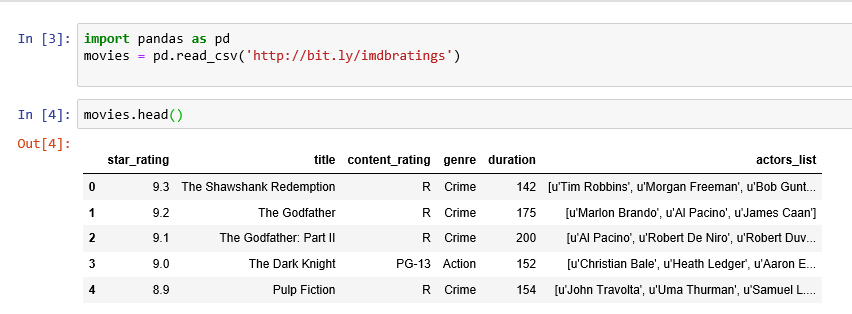 In [3]: import pandas as pd
movies = pd.read_csv('http://bit.ly/imdbratings')
In [4]: movies.head()
Out[4]:
star_rating title content_rating genre duration actors_list
0 9.3 The Shawshank Redemption R Crime 142 [u'Tim Robbins', u'Morgan Freeman', u'Bob Gunt...
1 9.2 The Godfather R Crime 175 [u'Marlon Brando', u'Al Pacino', u'James Caan']
2 9.1 The Godfather: Part II R Crime 200 [u'Al Pacino', u'Robert De Niro', u'Robert Duv...
3 9.0 The Dark Knight PG-13 Action 152 [u'Christian Bale', u'Heath Ledger', u'Aaron E...
4 8.9 Pulp Fiction R Crime 154 [u'John Travolta', u'Uma Thurman', u'Samuel L....